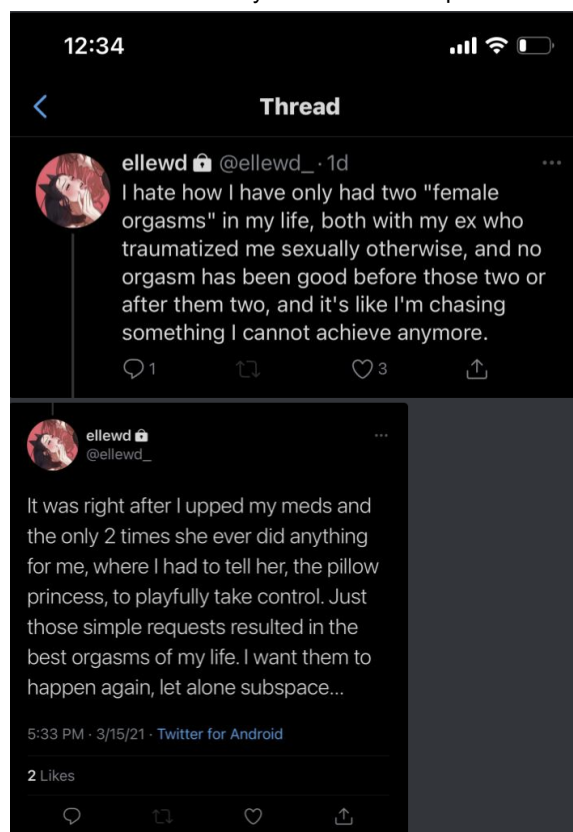 12:34
Thread
ellewd @ellewd_ · 1d
I hate how I have only had two "female
orgasms" in my life, both with my ex who
traumatized me sexually otherwise, and no
orgasm has been good before those two or
after them two, and it's like I'm chasing
something I cannot achieve anymore.
1 3
ellewd
@ellewd_
It was right after I upped my meds and
the only 2 times she ever did anything
for me, where I had to tell her, the pillow
princess, to playfully take control. Just
those simple requests resulted in the
best orgasms of my life. I want them to
happen again, let alone subspace...
5:33 PM · 3/15/21 · Twitter for Android
2 Likes